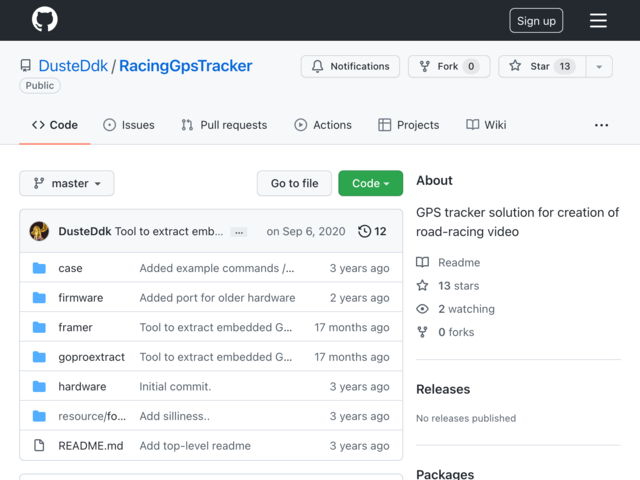 Sign up
DusteDdk / RacingGpsTracker
Public
Notifications
Fork 0
Star 13
Code
Issues
Pull requests
Actions
Projects
Wiki
master
Go to file
Code
DusteDdk Tool to extract emb... ... on Sep 6, 2020 12
case Added example commands /... 3 years ago
firmware Added port for older hardware 2 years ago
framer Tool to extract embedded G... 17 months ago
goproextract Tool to extract embedded G... 17 months ago
hardware Initial commit. 3 years ago
resource/fo... Add silliness.. 3 years ago
README.md Add top-level readme 3 years ago
About
GPS tracker solution for creation of
road-racing video
Readme
13 stars
2 watching
0 forks
Releases
No releases published
Packages